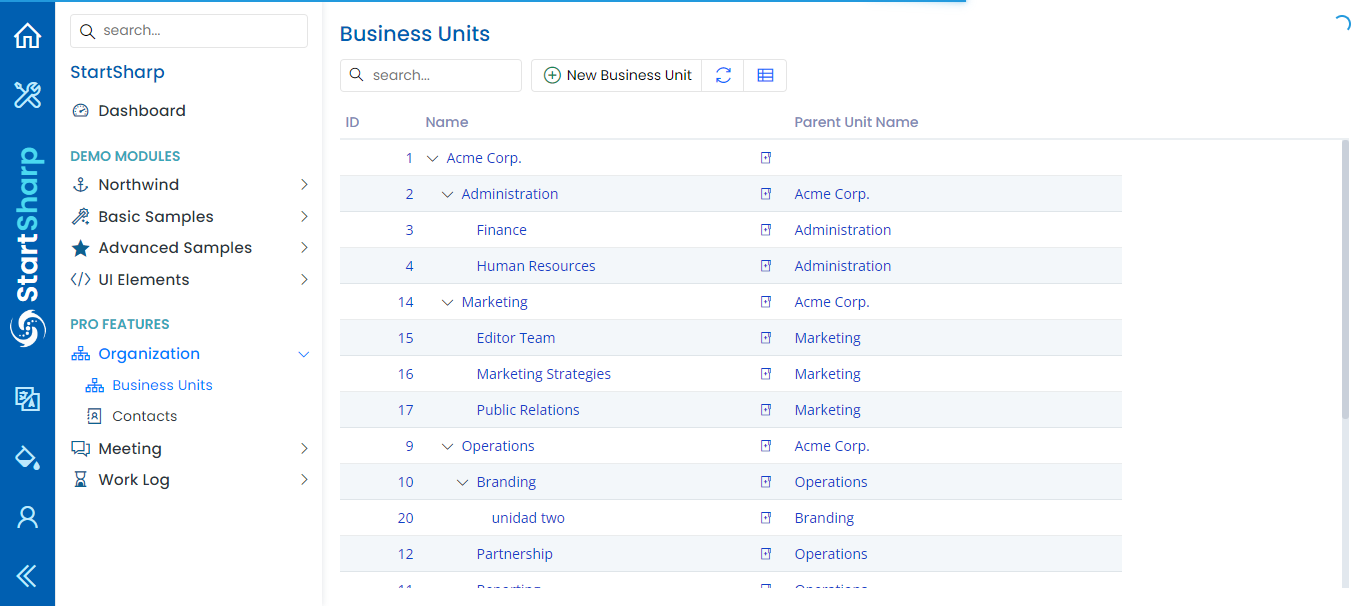 StartSharp
search...
StartSharp
Dashboard
DEMO MODULES
Northwind
Basic Samples
Advanced Samples
UI Elements
PRO FEATURES
Organization
Business Units
Contacts
Meeting
Work Log
Business Units
search...
New Business Unit
ID Name Parent Unit Name
1 Acme Corp.
2 Administration Acme Corp.
3 Finance Administration
4 Human Resources Administration
14 Marketing Acme Corp.
15 Editor Team Marketing
16 Marketing Strategies Marketing
17 Public Relations Marketing
9 Operations Acme Corp.
10 Branding Operations
20 unidad two Branding
12 Partnership Operations
11 Reporting Operations